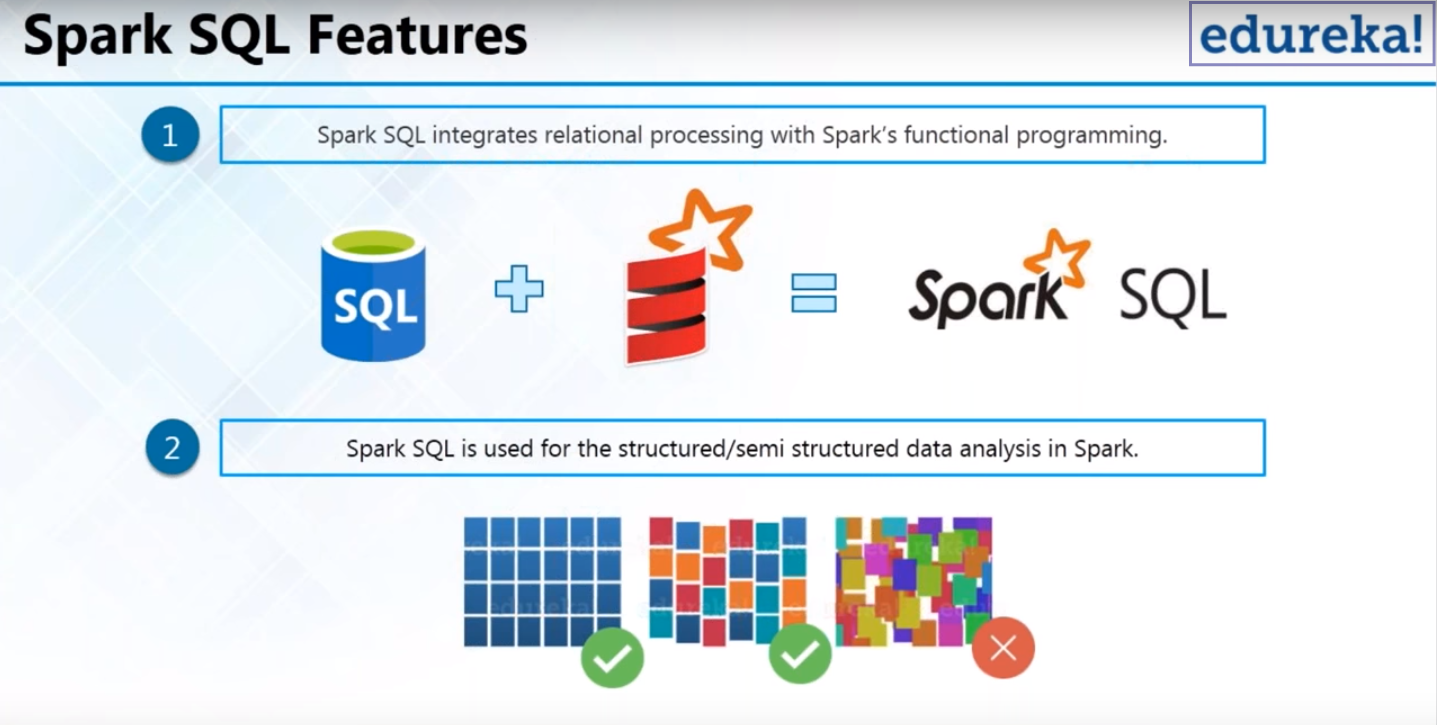 Spark SQL Features
edureka!
1
Spark SQL integrates relational processing with Spark's functional programming.
SQL
Spark SQL
2
Spark SQL is used for the structured/semi structured data analysis in Spark.
edureka!